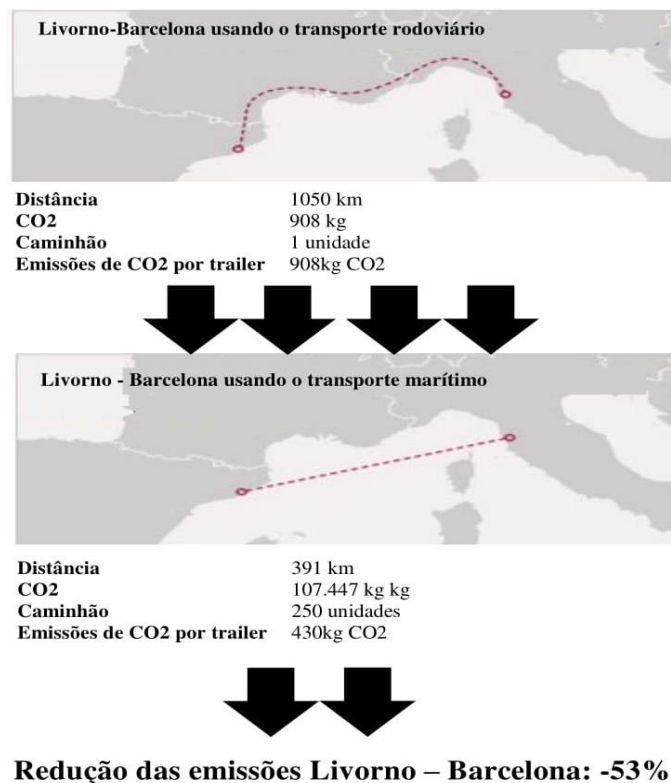 Livorno-Barcelona usando o transporte rodoviário
Distância 1050 km
CO2 908 kg
Caminhão 1 unidade
Emissões de CO2 por trailer 908kg CO2
Livorno - Barcelona usando o transporte marítimo
Distância 391 km
CO2 107.447 kg kg
Caminhão 250 unidades
Emissões de CO2 por trailer 430kg CO2
Redução das emissões Livorno – Barcelona: -53%